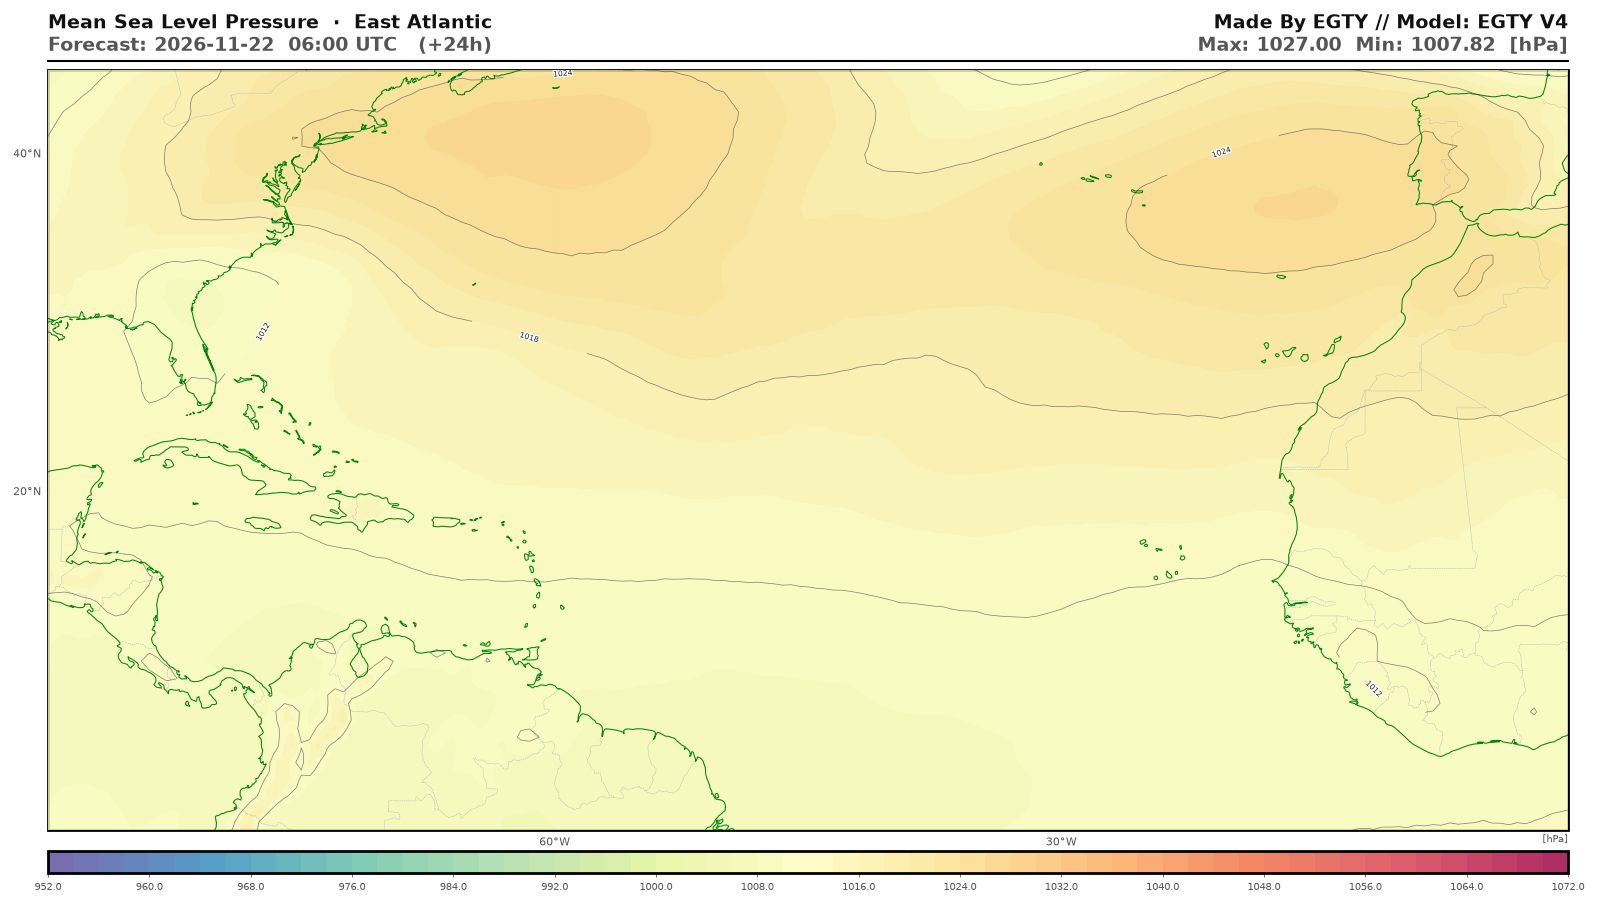 Mean Sea Level Pressure · East Atlantic
Made By EGTY // Model: EGTY V4
Forecast: 2026-11-22 06:00 UTC (+24h)
Max: 1027.00 Min: 1007.82 [hPa]
1024
40°N
1024
1012
1018
20°N
1012
60°W
30°W
[hPa]
952.0 960.0 968.0 976.0 984.0 992.0 1000.0 1008.0 1016.0 1024.0 1032.0 1040.0 1048.0 1056.0 1064.0 1072.0